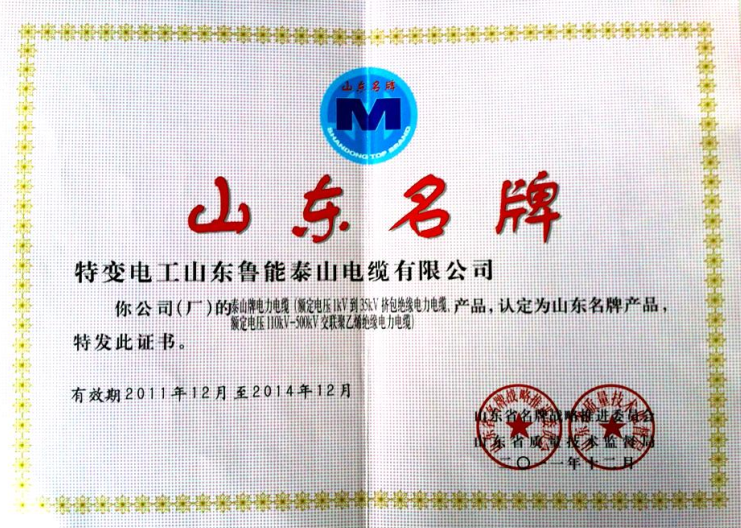 山东名牌
M
SHANDONG TOP BRAND
山东名牌
特变电工山东鲁能泰山电缆有限公司
你公司(厂)的泰山牌电力电缆(额定电压1kV到35kV挤包绝缘电力电缆、额定电压110kV-500kV交联聚乙烯绝缘电力电缆)产品,认定为山东名牌产品,
特发此证书。
有效期2011年12月至2014年12月
山东省名牌战略推进委员会
山东省质量技术监督局
二〇一一年十二月